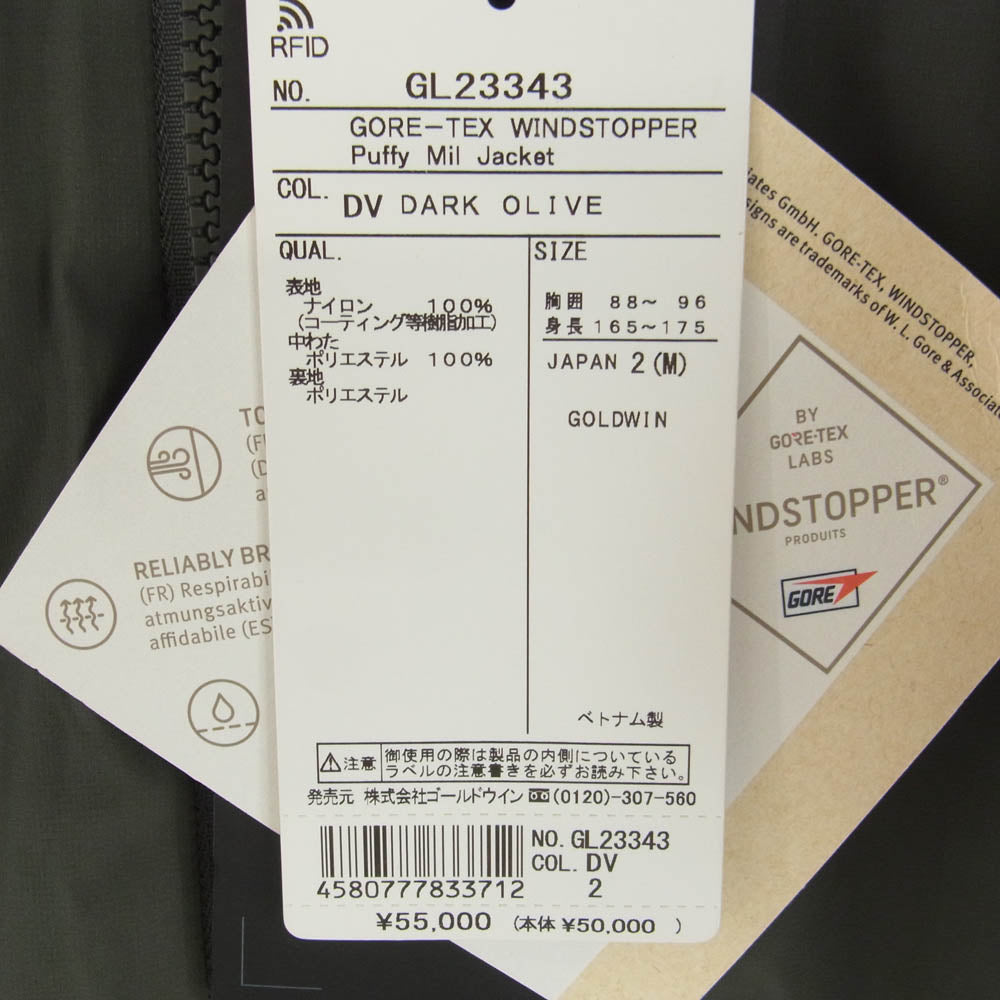 RFID
NO. GL23343
GORE-TEX WINDSTOPPER
Puffy Mil Jacket
COL. DV DARK OLIVE
QUAL.
表地
ナイロン 100%
(コーティング等樹脂加工)
中わた
ポリエステル 100%
裏地
ポリエステル
SIZE
胸囲 88〜 96
身長 165〜175
JAPAN 2(M)
GOLDWIN
ベトナム製
⚠注意 御使用の際は製品の内側についている
ラベルの注意書きを必ずお読み下さい。
発売元 株式会社ゴールドウイン (0120)-307-560
4580777833712
NO. GL23343
COL. DV
2
¥55,000 (本体 ¥50,000 )
TO
(F
(D
a
RELIABLY BR
(FR) Respirabi
atmungsaktiv
affidabile (ES
iates GmbH. GORE-TEX, WINDSTOPPER,
signs are trademarks of W. L. Gore & Associat
BY
GORE-TEX
LABS
NDSTOPPER®
PRODUITS
GORE